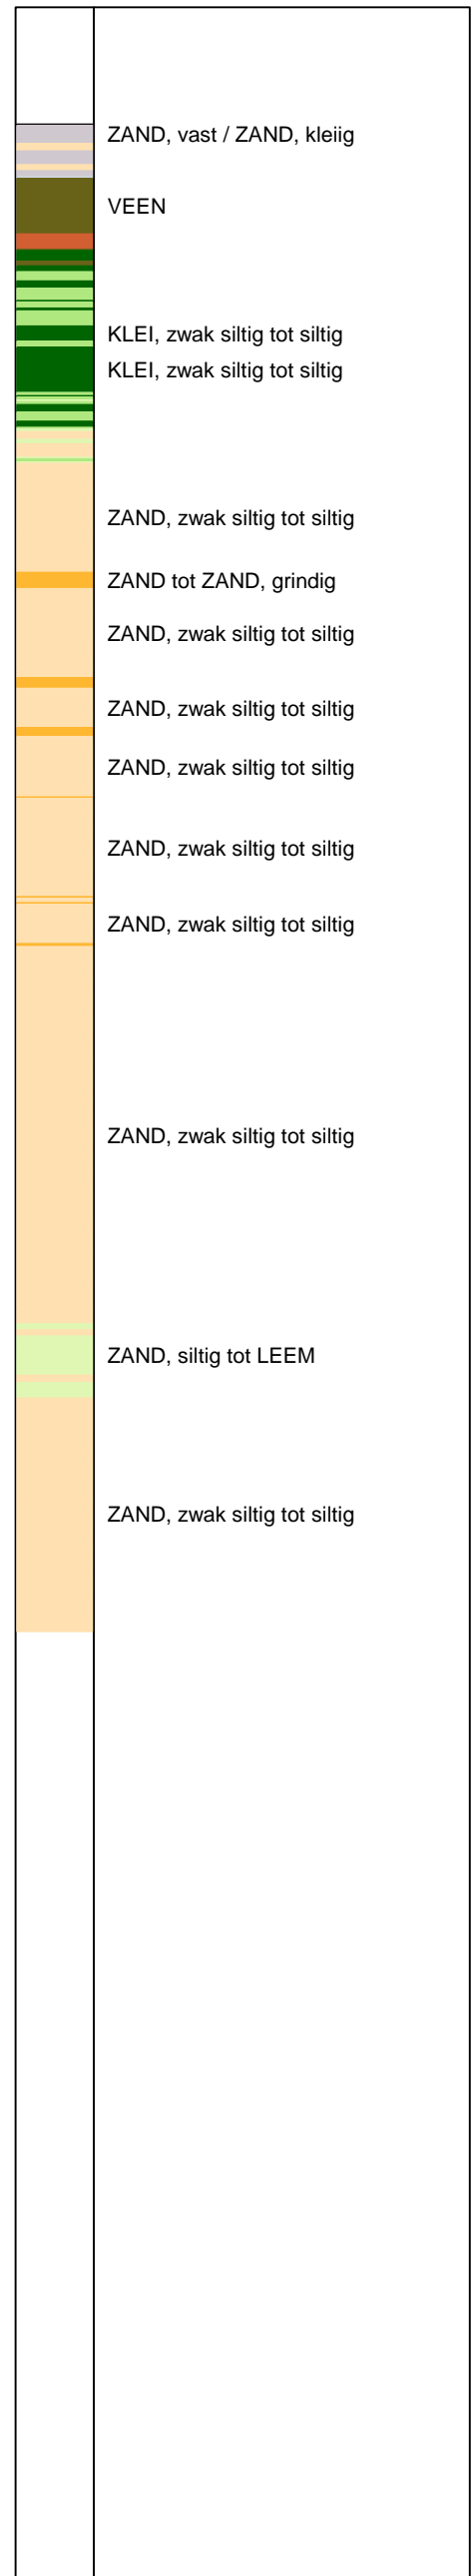 ZAND, vast / ZAND, kleiig
VEEN
KLEI, zwak siltig tot siltig
KLEI, zwak siltig tot siltig
ZAND, zwak siltig tot siltig
ZAND tot ZAND, grindig
ZAND, zwak siltig tot siltig
ZAND, zwak siltig tot siltig
ZAND, zwak siltig tot siltig
ZAND, zwak siltig tot siltig
ZAND, zwak siltig tot siltig
ZAND, zwak siltig tot siltig
ZAND, siltig tot LEEM
ZAND, zwak siltig tot siltig